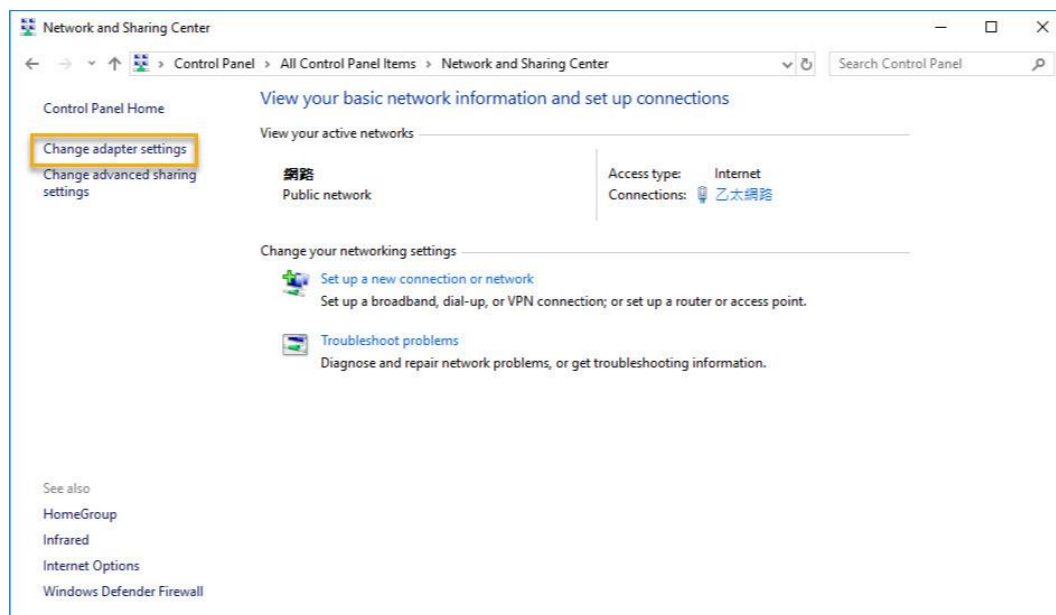 Network and Sharing Center
Control Panel > All Control Panel Items > Network and Sharing Center
Search Control Panel
Control Panel Home
Change adapter settings
Change advanced sharing
settings
View your basic network information and set up connections
View your active networks
網路
Public network
Access type: Internet
Connections: 乙太網路
Change your networking settings
Set up a new connection or network
Set up a broadband, dial-up, or VPN connection; or set up a router or access point.
Troubleshoot problems
Diagnose and repair network problems, or get troubleshooting information.
See also
HomeGroup
Infrared
Internet Options
Windows Defender Firewall